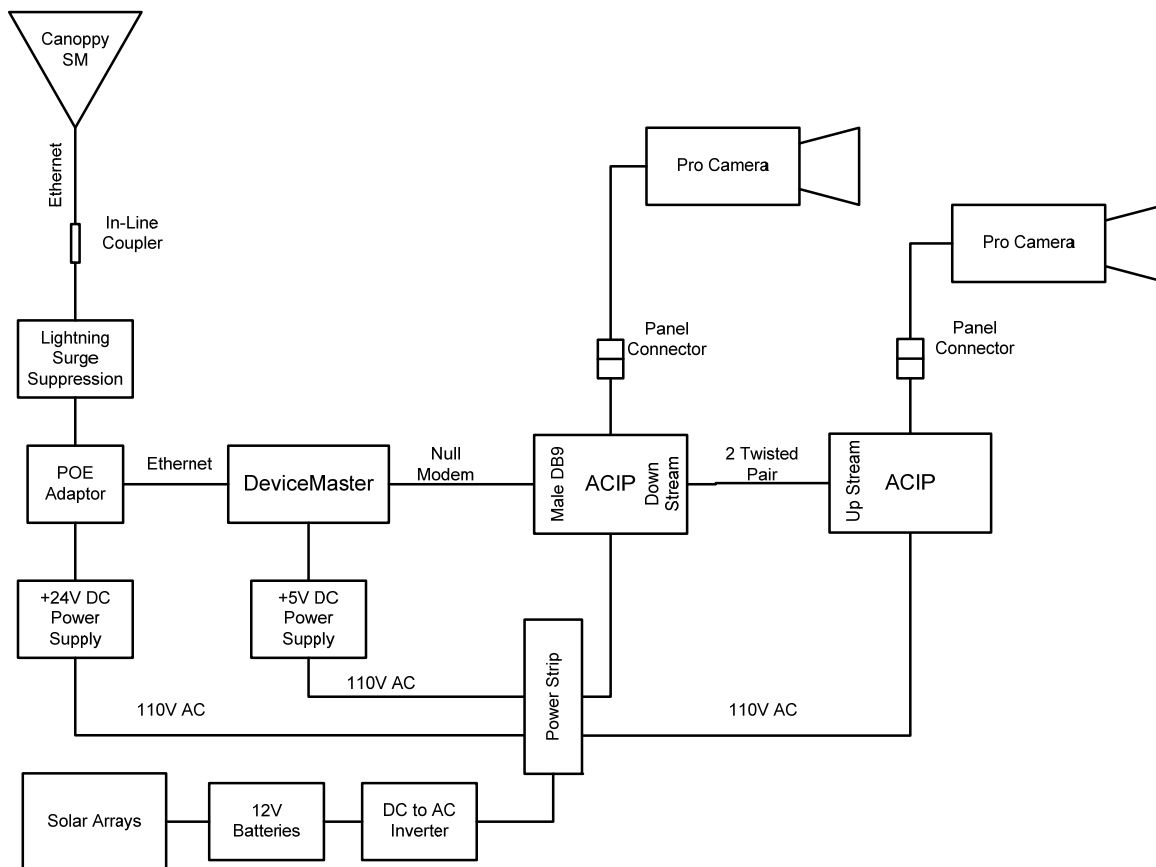 Canoppy
SM
Ethernet
In-Line
Coupler
Lightning
Surge
Suppression
POE
Adaptor
Ethernet
DeviceMaster
Null
Modem
Male DB9
ACIP
Down
Stream
2 Twisted
Pair
Up Stream
ACIP
Pro Camera
Panel
Connector
Pro Camera
Panel
Connector
+24V DC
Power
Supply
+5V DC
Power
Supply
110V AC
110V AC
Power Strip
110V AC
Solar Arrays
12V
Batteries
DC to AC
Inverter